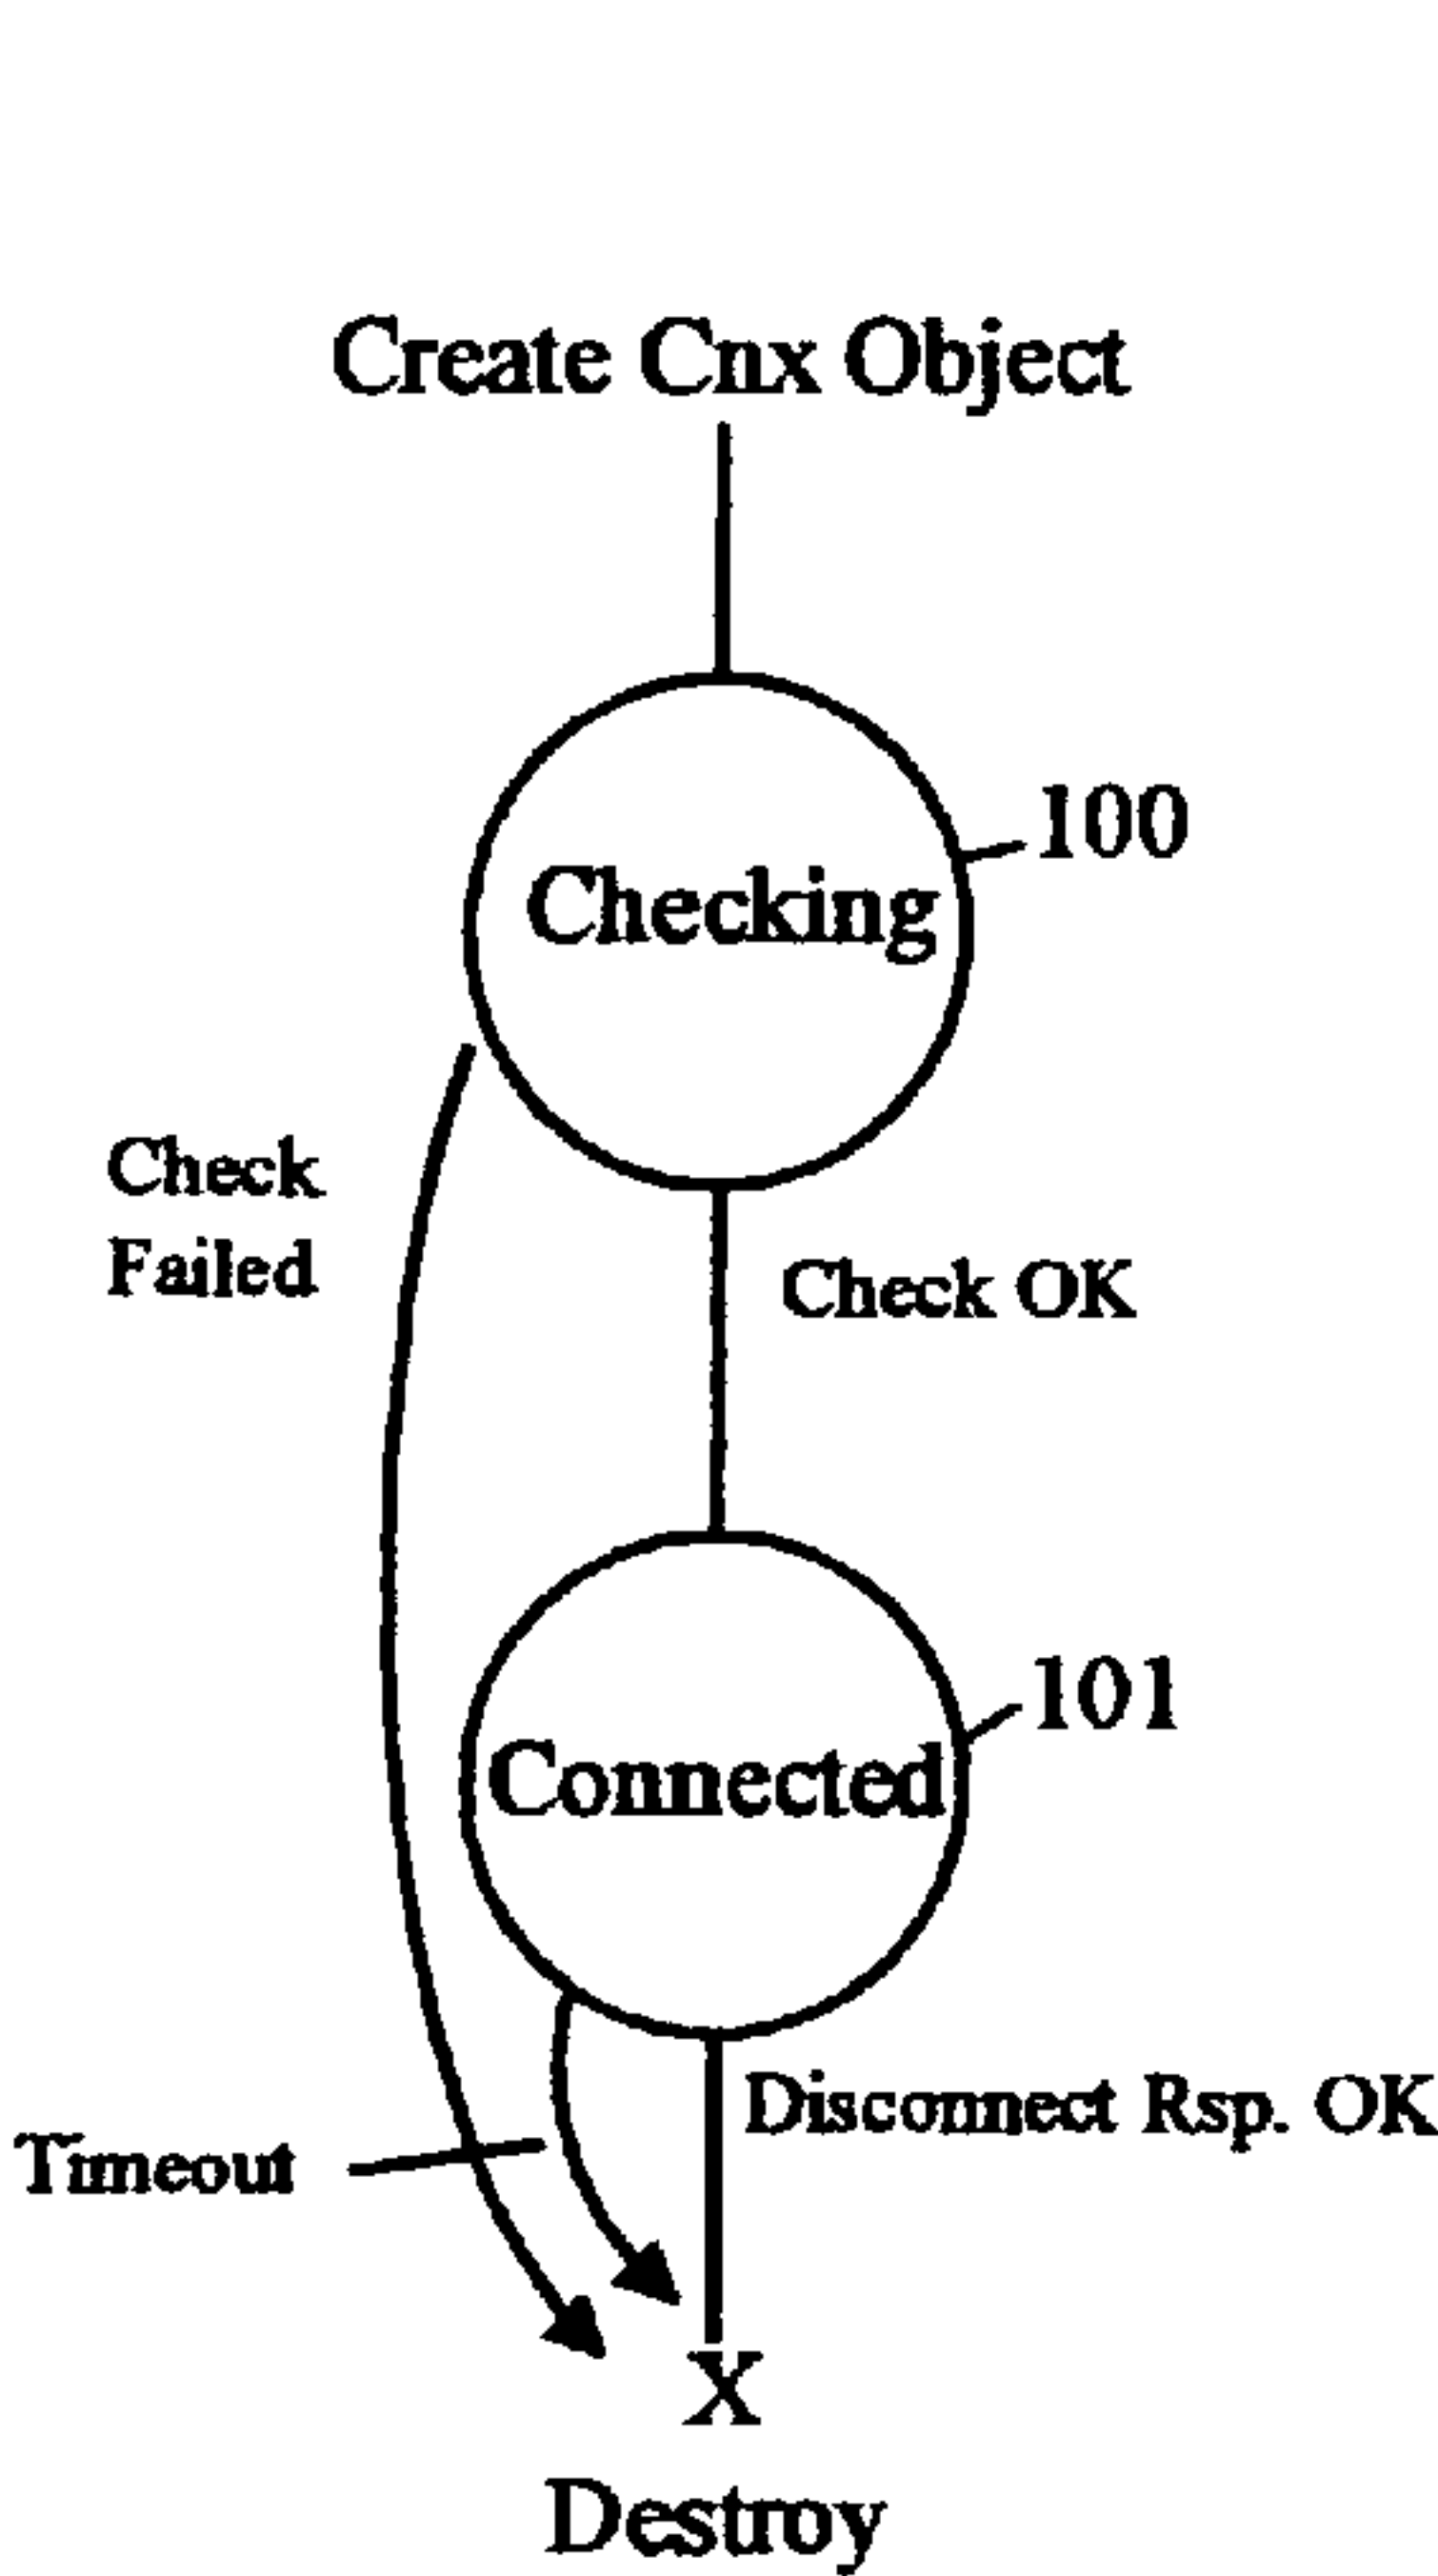 Create Cnx Object
100
Checking
Check
Failed
Check OK
101
Connected
Disconnect Rsp. OK
Timeout
X
Destroy